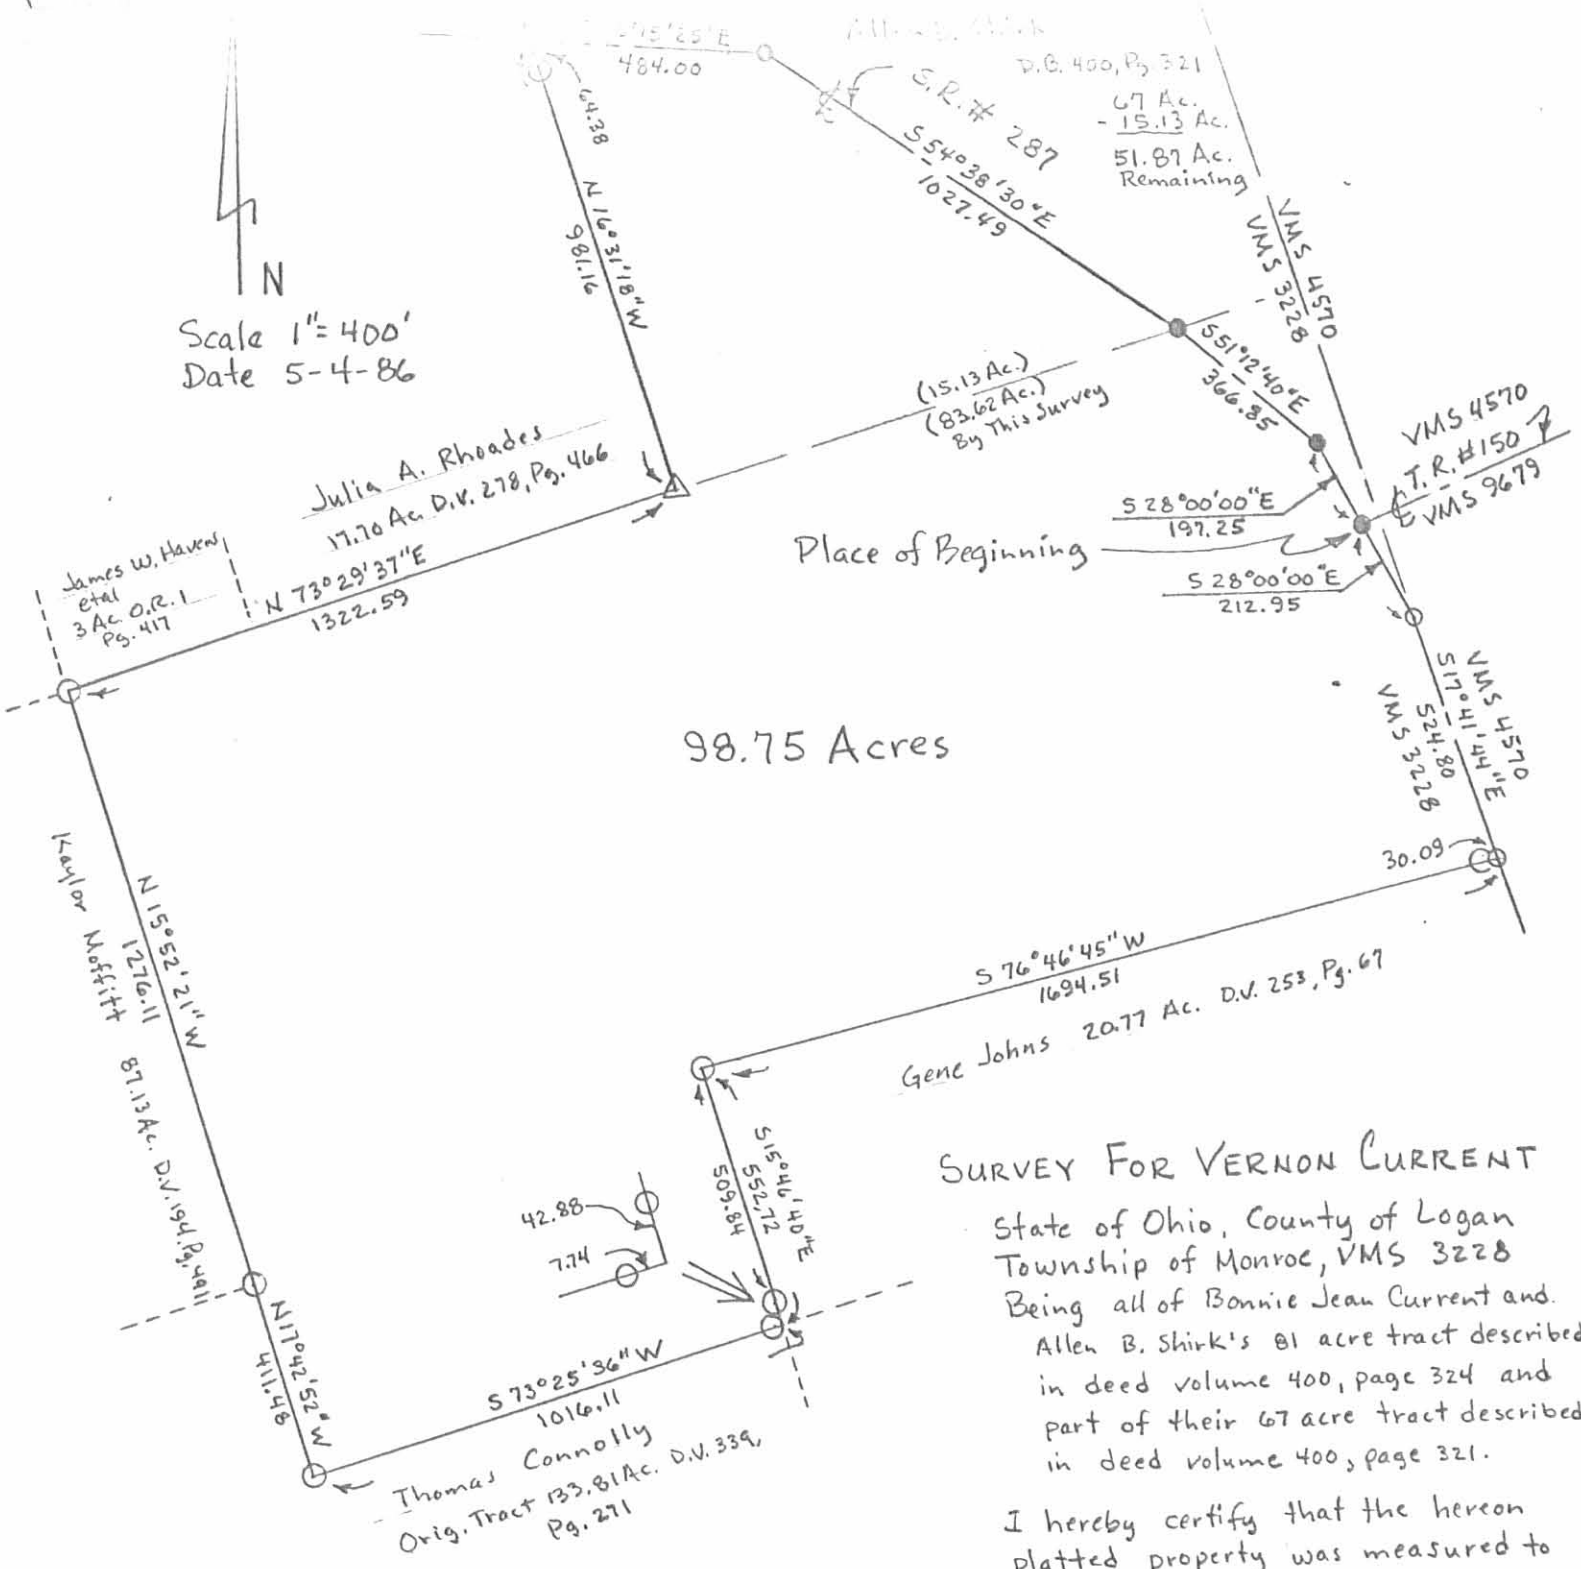 484.00
D.B. 400, Pg. 321
67 Ac.
- 15.13 Ac.
51.87 Ac.
Remaining
S.R. # 287
64.38
N 16°31'18"W
981.16
S 54°38'30"E
1027.49
VMS 4570
VMS 3228
N
Scale 1"= 400'
Date 5-4-86
S 51°12'40"E
366.85
(15.13 Ac.)
(83.62 Ac.)
By This Survey
VMS 4570
T.R. #150
VMS 9679
Julia A. Rhoades
17.70 Ac. D.V. 278, Pg. 466
James W. Haven,
etal
3 Ac. O.R. 1
Pg. 417
N 73°29'37"E
1322.59
S 28°00'00"E
197.25
Place of Beginning
S 28°00'00"E
212.95
98.75 Acres
VMS 4570
S17°41'44"E
524.80
VMS 3228
30.09
N 15°52'21"W
1276.11
Kaylor Moffitt 87.13 Ac. D.V. 194, Pg.
S 76°46'45"W
1694.51
Gene Johns 20.77 Ac. D.V. 253, Pg. 67
S15°46'40"E
552.72
509.84
42.88
7.74
N17°42'52"W
411.48
S 73°25'36"W
1016.11
Thomas Connolly
Orig. Tract 133.81 Ac. D.V. 339,
Pg. 271
SURVEY FOR VERNON CURRENT
State of Ohio, County of Logan
Township of Monroe, VMS 3228
Being all of Bonnie Jean Current and
Allen B. Shirk's 81 acre tract described
in deed volume 400, page 324 and
part of their 67 acre tract described
in deed volume 400, page 321.
I hereby certify that the hereon
platted property was measured to